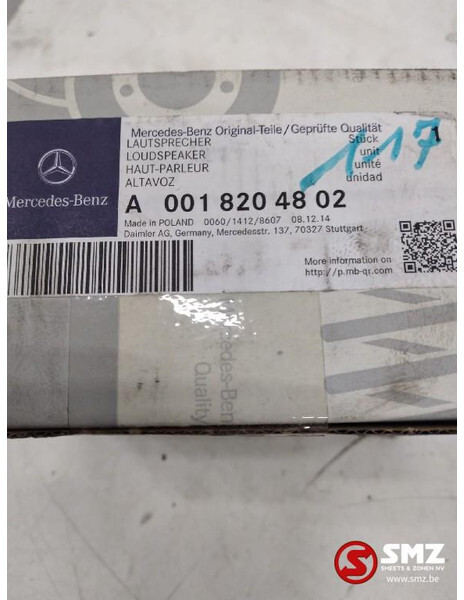 Mercedes-Benz Original-Teile/Geprüfte Qualität
LAUTSPRECHER Stück 1
LOUDSPEAKER unit
HAUT-PARLEUR unité
ALTAVOZ unidad
117
Mercedes-Benz
A 001 820 48 02
Made in POLAND 0060/1412/8607 08.12.14
Daimler AG, Germany, Mercedesstr. 137, 70327 Stuttgart
More information on
http://p.mb-qr.com/
cedes-Ben
Quality
SMZ
SHEETS & ZONEN NV
www.smz.be